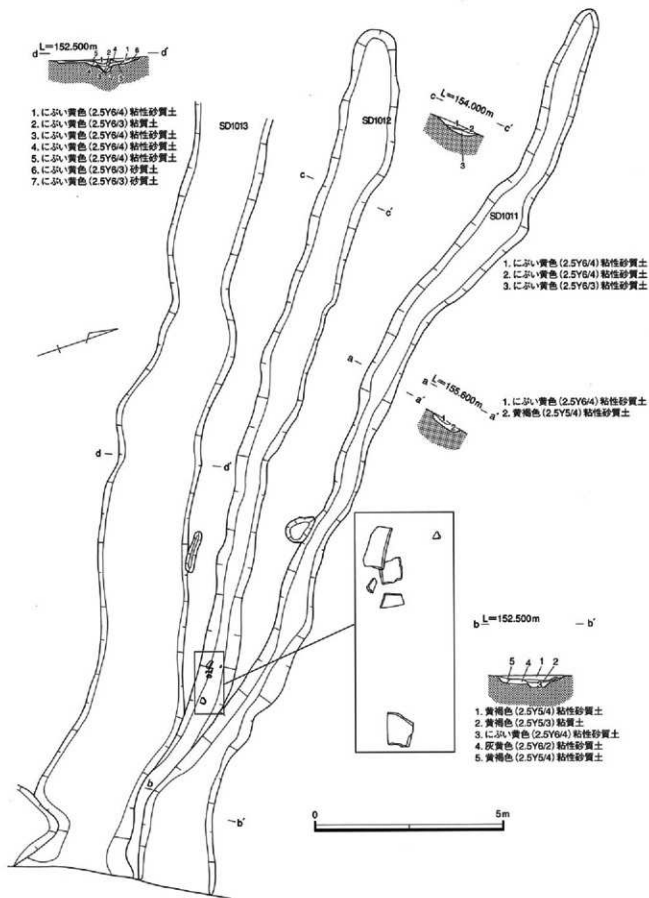 L=152.500m
d
d'
5 2 4 1 6
1. にぶい黄色(2.5Y6/4)粘性砂質土
2. にぶい黄色(2.5Y6/3)粘質土
3. にぶい黄色(2.5Y6/4)粘性砂質土
4. にぶい黄色(2.5Y6/4)粘性砂質土
5. にぶい黄色(2.5Y6/4)粘性砂質土
6. にぶい黄色(2.5Y6/3)砂質土
7. にぶい黄色(2.5Y6/3)砂質土
SD1013
SD1012
SD1011
c
c'
L=154.000m
c
c'
1
2
3
1. にぶい黄色(2.5Y6/4)粘性砂質土
2. にぶい黄色(2.5Y6/4)粘性砂質土
3. にぶい黄色(2.5Y6/3)粘性砂質土
a
a'
L=155.600m
a
a'
1. にぶい黄色(2.5Y6/4)粘性砂質土
2. 黄褐色(2.5Y5/4)粘性砂質土
d
d'
L=152.500m
b
b'
5 4 1 2
1. 黄褐色(2.5Y5/4)粘性砂質土
2. 黄褐色(2.5Y5/3)粘質土
3. にぶい黄色(2.5Y6/4)粘性砂質土
4. 灰黄色(2.5Y6/2)粘性砂質土
5. 黄褐色(2.5Y5/4)粘性砂質土
b
b'
0
5m